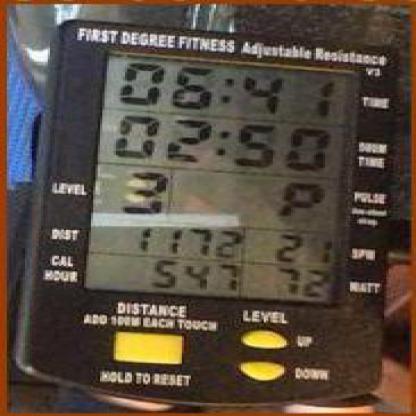 FIRST DEGREE FITNESS Adjustable Resistance
V3
06:41 TIME
02:50 500M TIME
LEVEL 3 P PULSE
DIST 1172 21 SPM
CAL HOUR 547 72 WATT
DISTANCE LEVEL
ADD 100M EACH TOUCH
UP
HOLD TO RESET DOWN